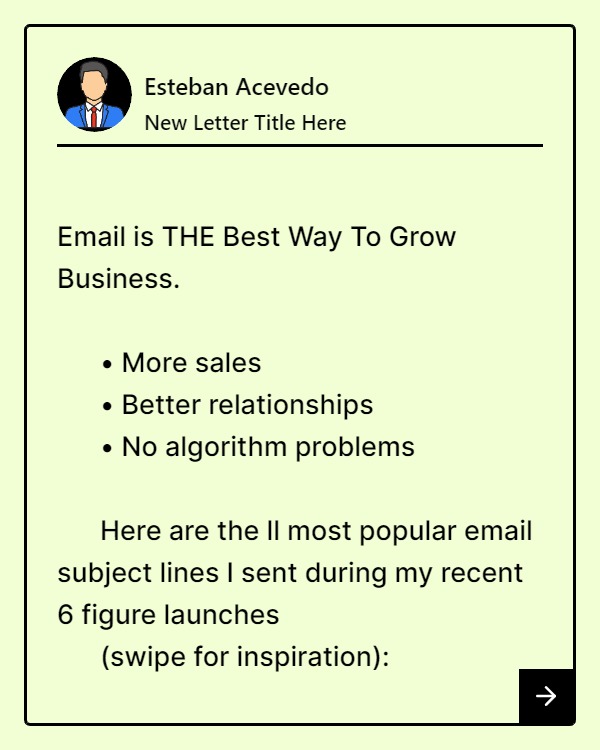 Esteban Acevedo
New Letter Title Here
Email is THE Best Way To Grow
Business.
• More sales
• Better relationships
• No algorithm problems
Here are the ll most popular email
subject lines I sent during my recent
6 figure launches
(swipe for inspiration):